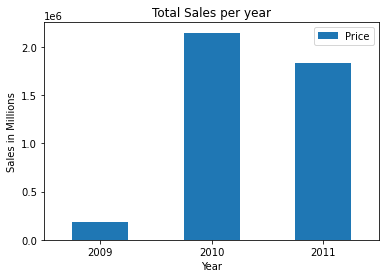 Total Sales per year
1e6
Price
2.0
1.5
1.0
0.5
0.0
Sales in Millions
2009 2010 2011
Year